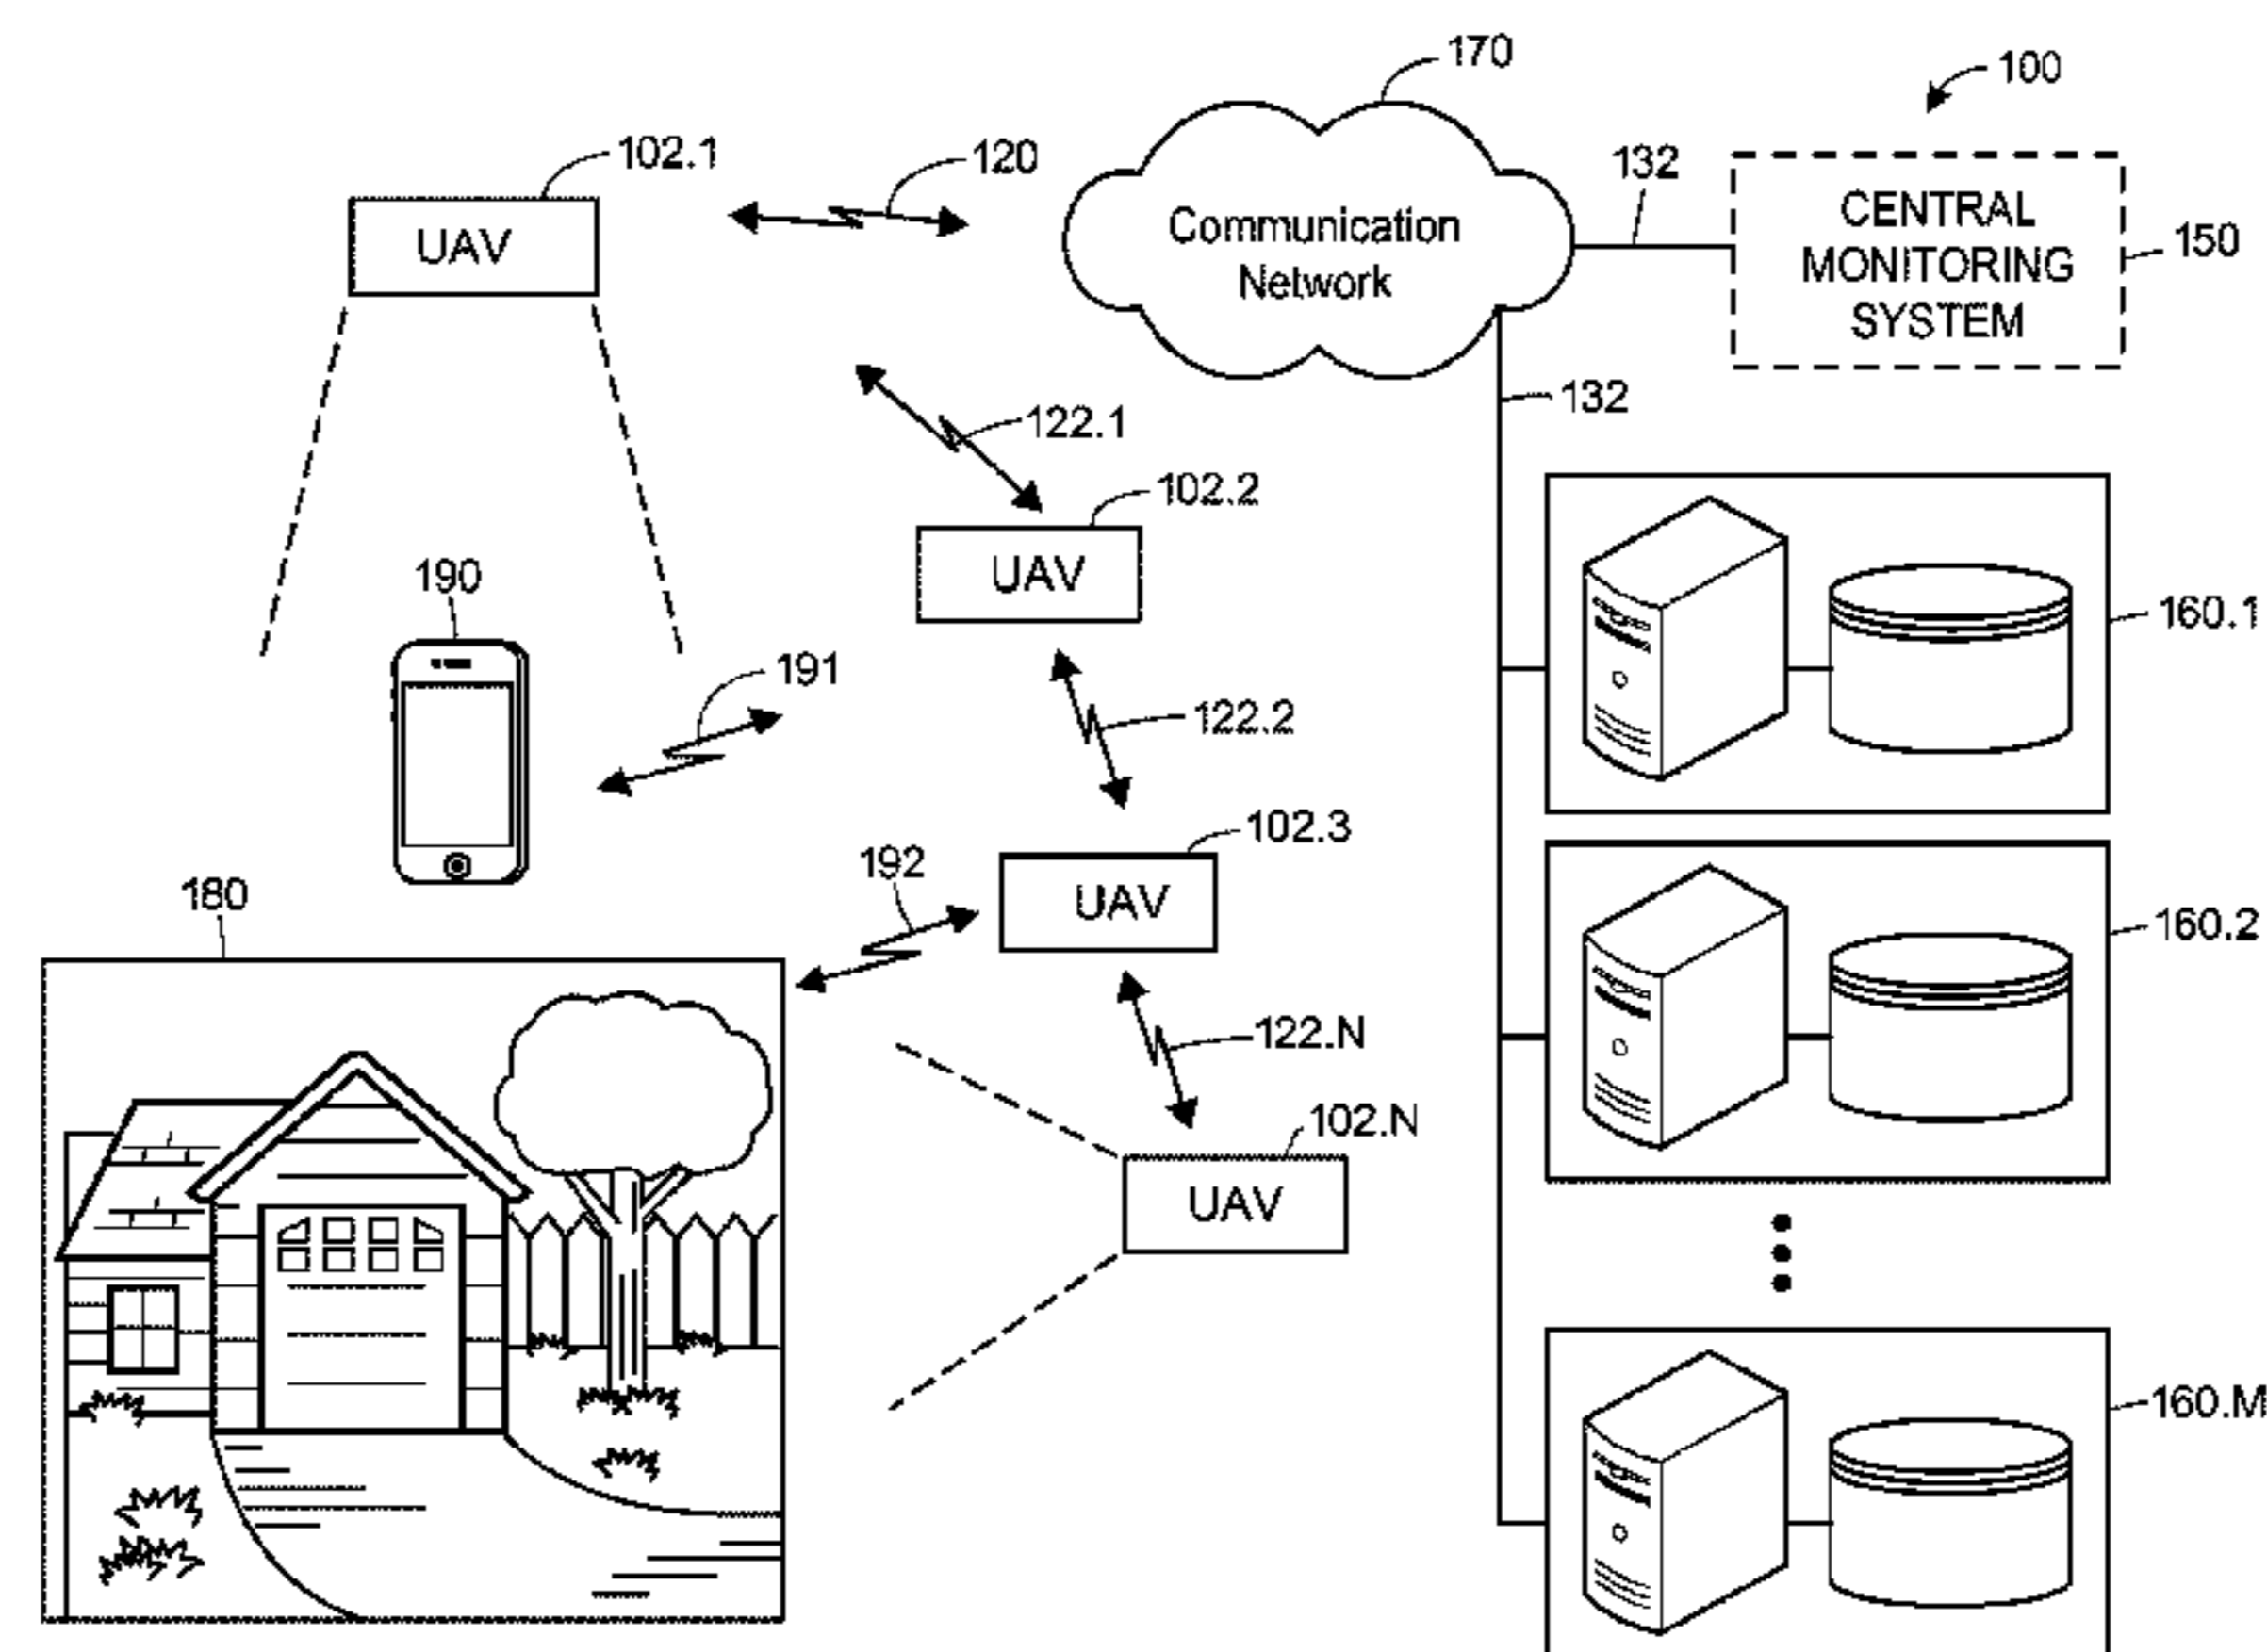 170
100
102.1
120
132
UAV
Communication
Network
CENTRAL
MONITORING
SYSTEM
150
132
122.1
102.2
190
UAV
160.1
191
122.2
102.3
192
180
UAV
160.2
122.N
102.N
UAV
160.M